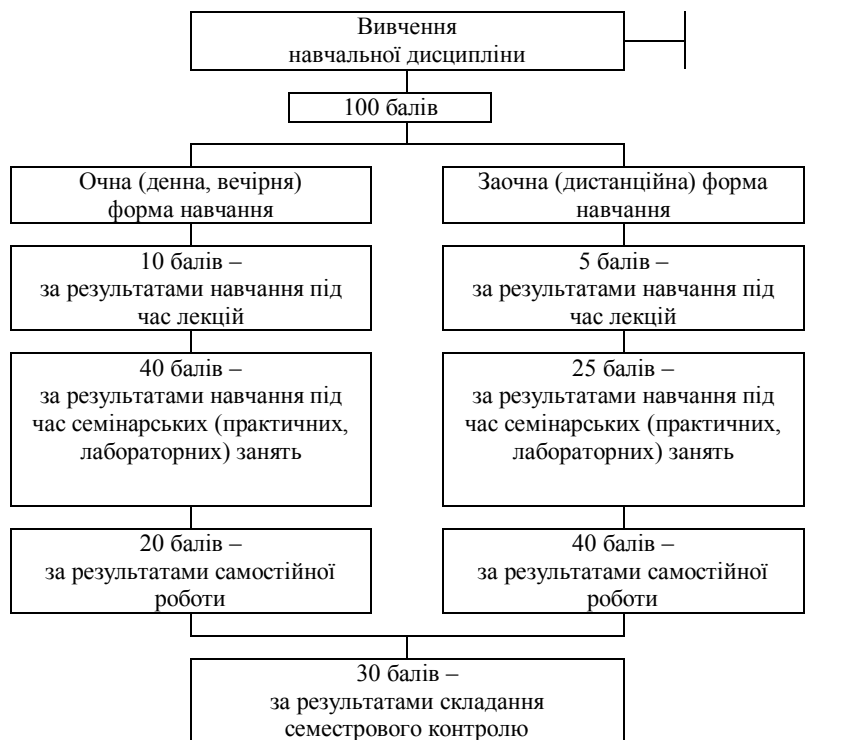 Вивчення
навчальної дисципліни
100 балів
Очна (денна, вечірня)
форма навчання
Заочна (дистанційна) форма
навчання
10 балів –
за результатами навчання під
час лекцій
5 балів –
за результатами навчання під
час лекцій
40 балів –
за результатами навчання під
час семінарських (практичних,
лабораторних) занять
25 балів –
за результатами навчання під
час семінарських (практичних,
лабораторних) занять
20 балів –
за результатами самостійної
роботи
40 балів –
за результатами самостійної
роботи
30 балів –
за результатами складання
семестрового контролю